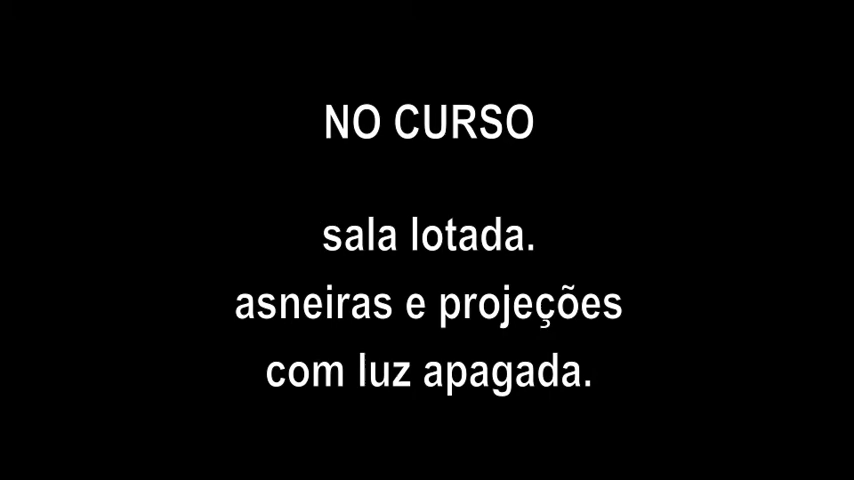 NO CURSO
sala lotada.
asneiras e projeções
com luz apagada.